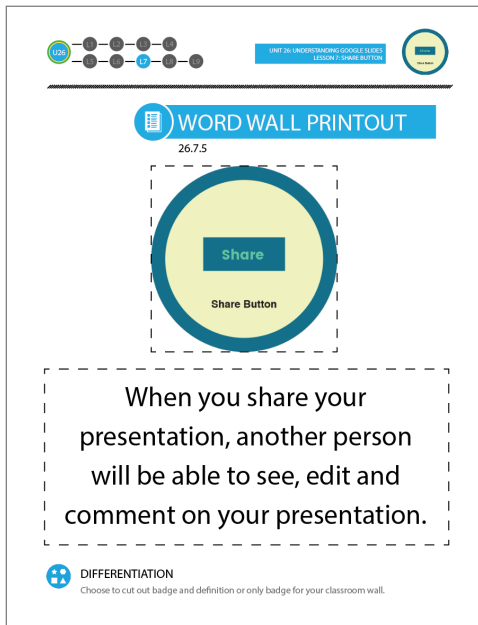 L1 L2 L3 L4
U26
L5 L6 L7 L8 L9
UNIT 26: UNDERSTANDING GOOGLE SLIDES
LESSON 7: SHARE BUTTON
Share
Share Button
WORD WALL PRINTOUT
26.7.5
Share
Share Button
When you share your
presentation, another person
will be able to see, edit and
comment on your presentation.
DIFFERENTIATION
Choose to cut out badge and definition or only badge for your classroom wall.